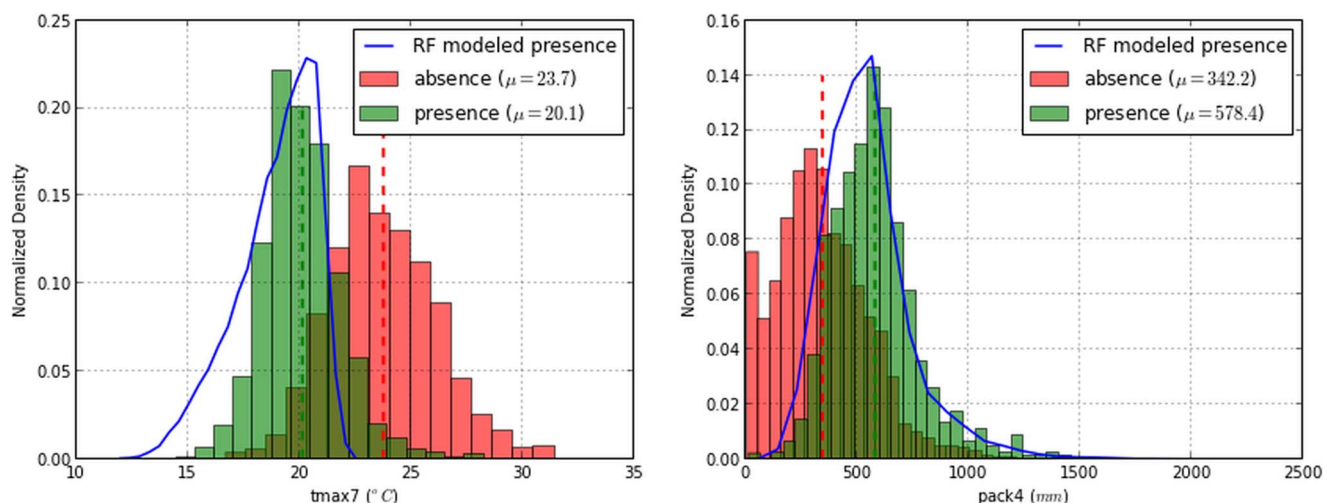 0.25
0.20
0.15
0.10
0.05
0.00
Normalized Density
RF modeled presence
absence (μ = 23.7)
presence (μ = 20.1)
10 15 20 25 30 35
tmax7 (° C)
0.16
0.14
0.12
0.10
0.08
0.06
0.04
0.02
0.00
Normalized Density
RF modeled presence
absence (μ = 342.2)
presence (μ = 578.4)
0 500 1000 1500 2000 2500
pack4 (mm)